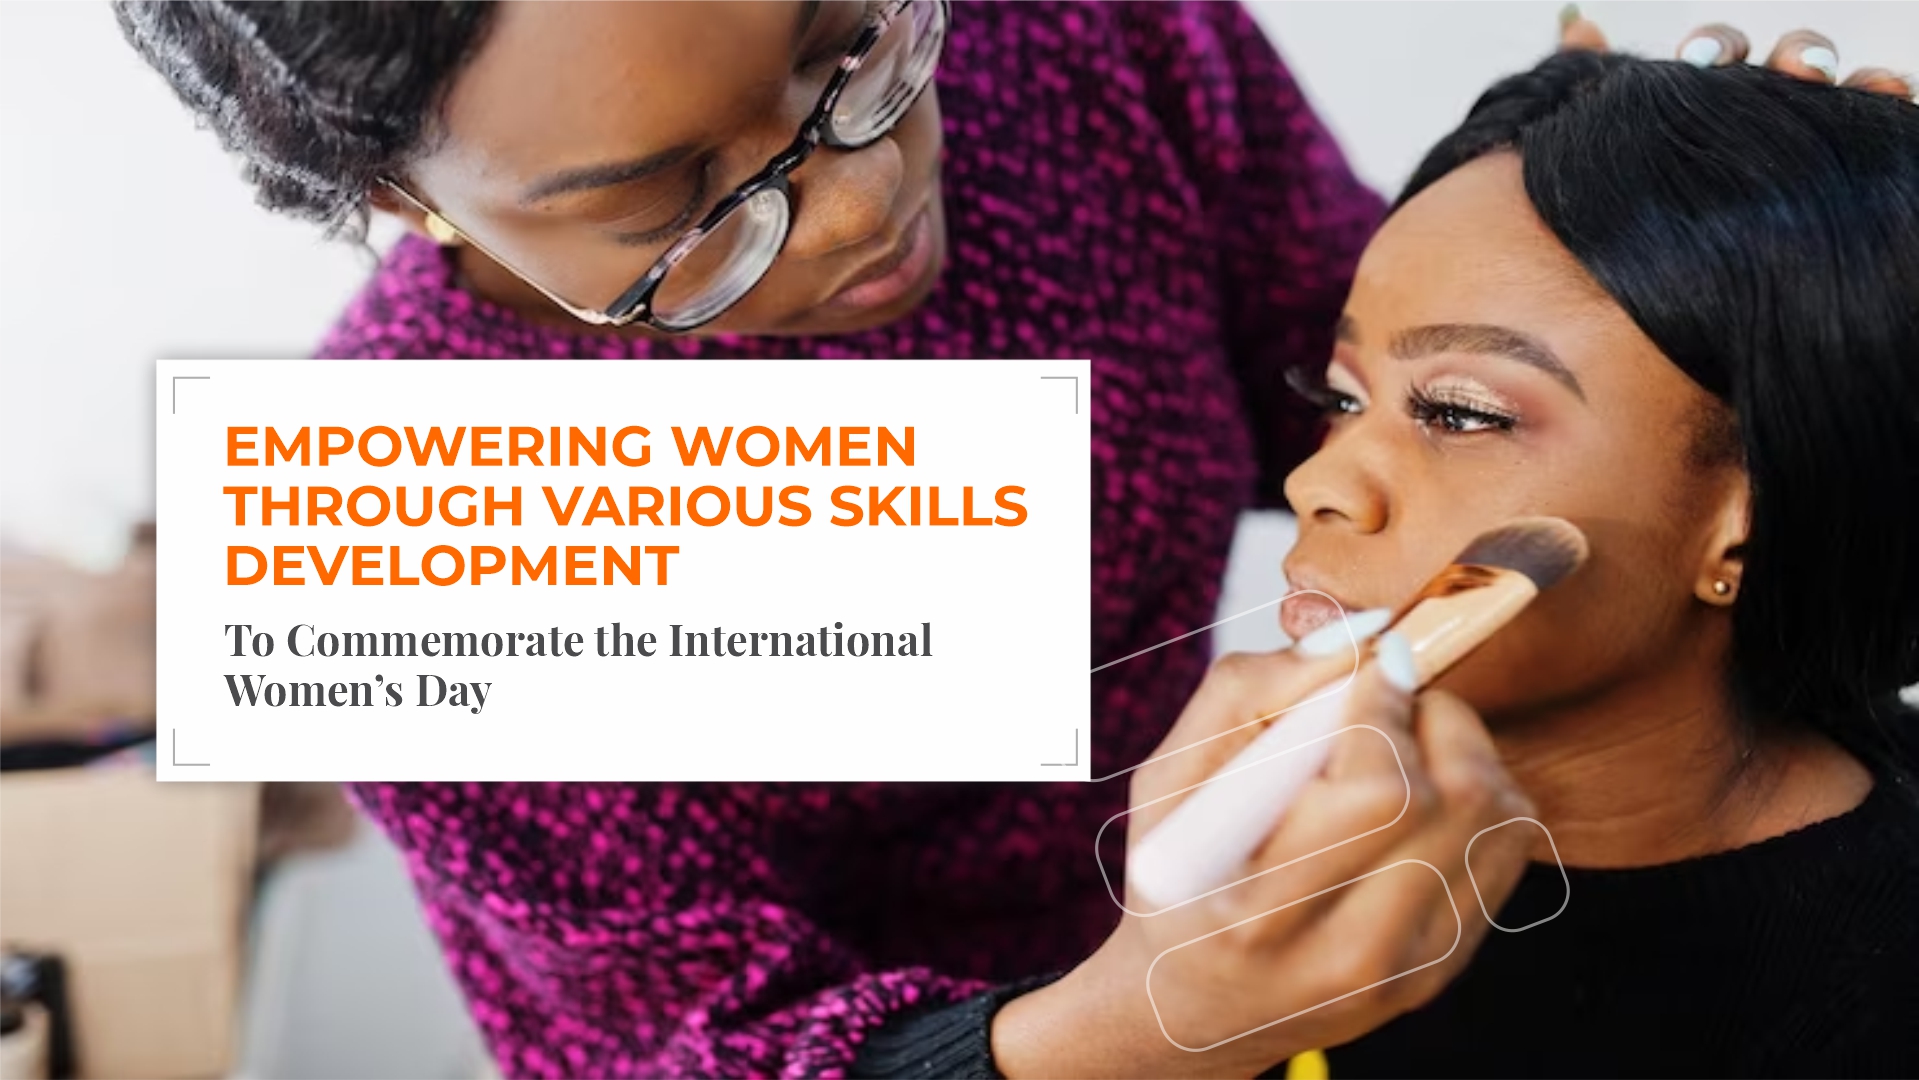 EMPOWERING WOMEN
THROUGH VARIOUS SKILLS
DEVELOPMENT
To Commemorate the International
Women’s Day